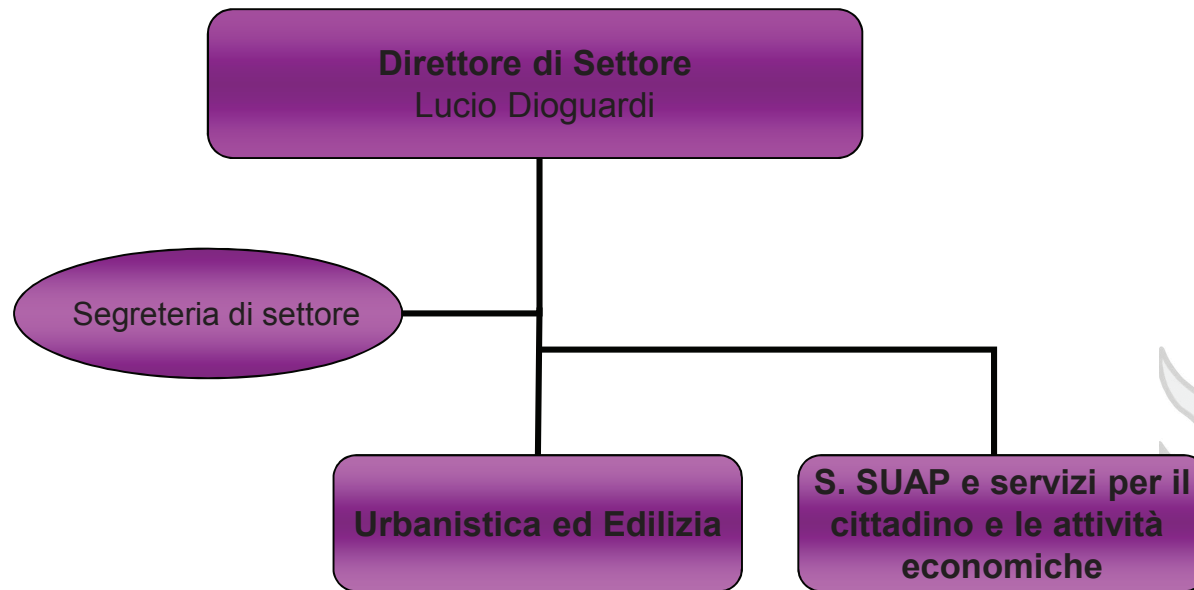 Direttore di Settore
Lucio Dioguardi
Segreteria di settore
Urbanistica ed Edilizia
S. SUAP e servizi per il
cittadino e le attività
economiche